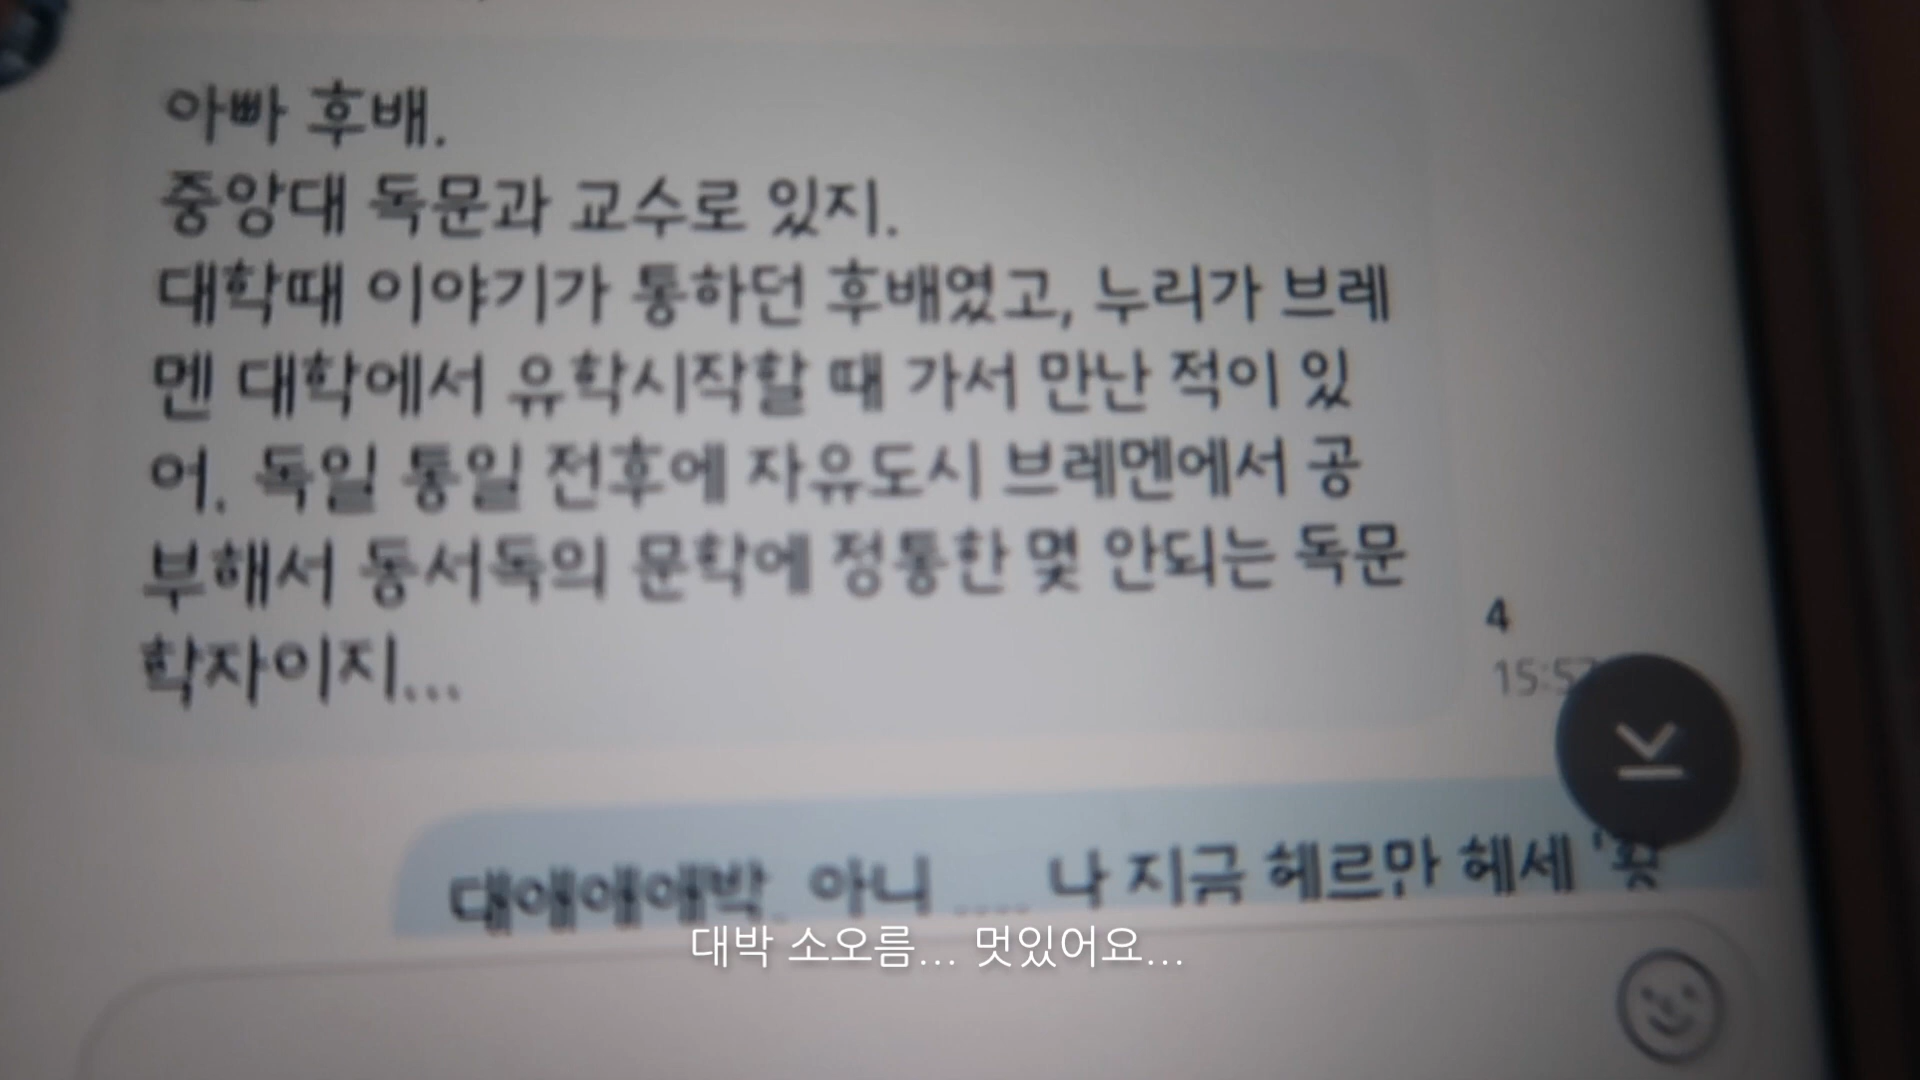 아빠 후배.
중앙대 독문과 교수로 있지.
대학때 이야기가 통하던 후배였고, 누리가 브레
멘 대학에서 유학시작할 때 가서 만난 적이 있
어. 독일 통일 전후에 자유도시 브레멘에서 공
부해서 동서독의 문학에 정통한 몇 안되는 독문
학자이지...
4
대애애애박 아니 .... 나 지금 헤르만 헤세
대박 소오름... 멋있어요...